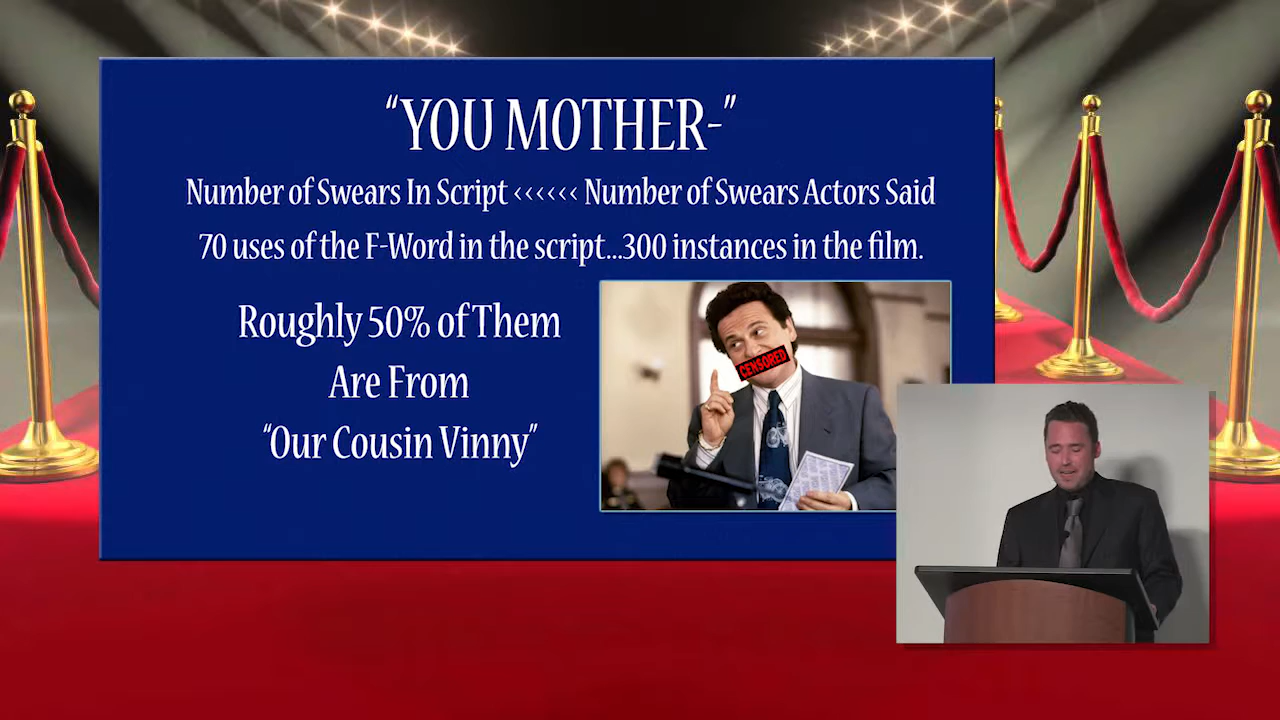 “YOU MOTHER-”
Number of Swears In Script <<<<<< Number of Swears Actors Said
70 uses of the F-Word in the script...300 instances in the film.
Roughly 50% of Them
Are From
“Our Cousin Vinny”
CENSORED